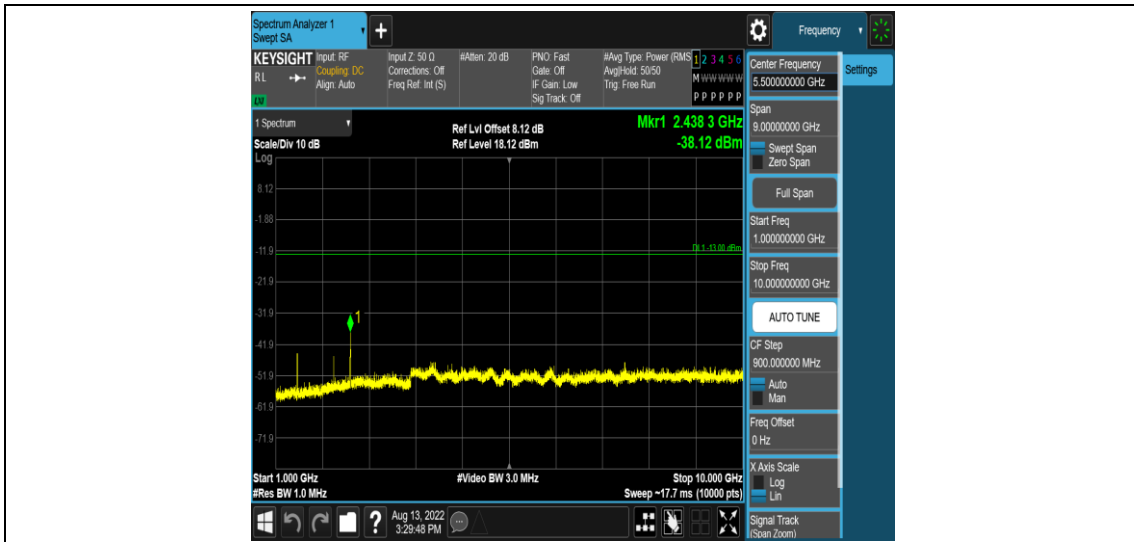 Spectrum Analyzer 1
Swept SA
Frequency
KEYSIGHT
RL
LXI
Input: RF
Coupling: DC
Align: Auto
Input Z: 50 Ω
Corrections: Off
Freq Ref: Int (S)
#Atten: 20 dB
PNO: Fast
Gate: Off
IF Gain: Low
Sig Track: Off
#Avg Type: Power (RMS
Avg|Hold: 50/50
Trig: Free Run
1 2 3 4 5 6
M W W W W W
P P P P P P
1 Spectrum
Scale/Div 10 dB
Ref Lvl Offset 8.12 dB
Ref Level 18.12 dBm
Mkr1 2.438 3 GHz
-38.12 dBm
Log
8.12
-1.88
-11.9
-21.9
-31.9
-41.9
-51.9
-61.9
-71.9
DL1 -13.00 dBm
1
Start 1.000 GHz
#Res BW 1.0 MHz
#Video BW 3.0 MHz
Stop 10.000 GHz
Sweep ~17.7 ms (10000 pts)
?
Aug 13, 2022
3:29:48 PM
Center Frequency
5.500000000 GHz
Settings
Span
9.00000000 GHz
Swept Span
Zero Span
Full Span
Start Freq
1.000000000 GHz
Stop Freq
10.000000000 GHz
AUTO TUNE
CF Step
900.000000 MHz
Auto
Man
Freq Offset
0 Hz
X Axis Scale
Log
Lin
Signal Track
(Span Zoom)